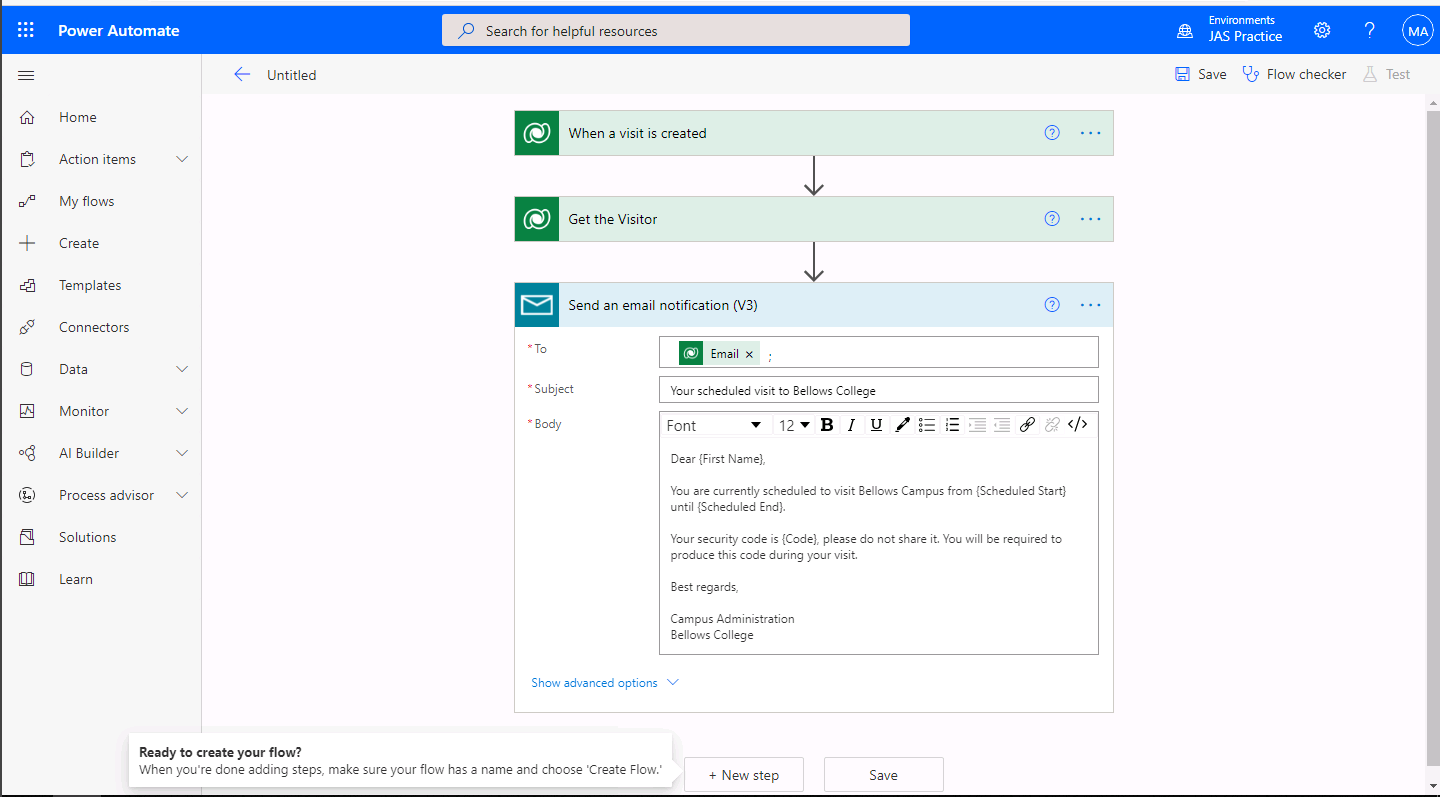 Power Automate
Search for helpful resources
Environments
JAS Practice
?
MA
Untitled
Save
Flow checker
Test
Home
Action items
My flows
Create
Templates
Connectors
Data
Monitor
AI Builder
Process advisor
Solutions
Learn
When a visit is created
? ...
Get the Visitor
? ...
Send an email notification (V3)
? ...
* To
Email × ;
* Subject
Your scheduled visit to Bellows College
* Body
Font 12 B I U </>
Dear {First Name},
You are currently scheduled to visit Bellows Campus from {Scheduled Start}
until {Scheduled End}.
Your security code is {Code}, please do not share it. You will be required to
produce this code during your visit.
Best regards,
Campus Administration
Bellows College
Show advanced options
Ready to create your flow?
When you're done adding steps, make sure your flow has a name and choose 'Create Flow.'
+ New step
Save